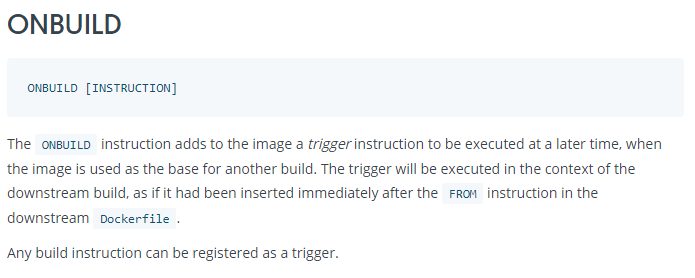 ONBUILD
ONBUILD [INSTRUCTION]
The ONBUILD instruction adds to the image a trigger instruction to be executed at a later time, when
the image is used as the base for another build. The trigger will be executed in the context of the
downstream build, as if it had been inserted immediately after the FROM instruction in the
downstream Dockerfile .
Any build instruction can be registered as a trigger.